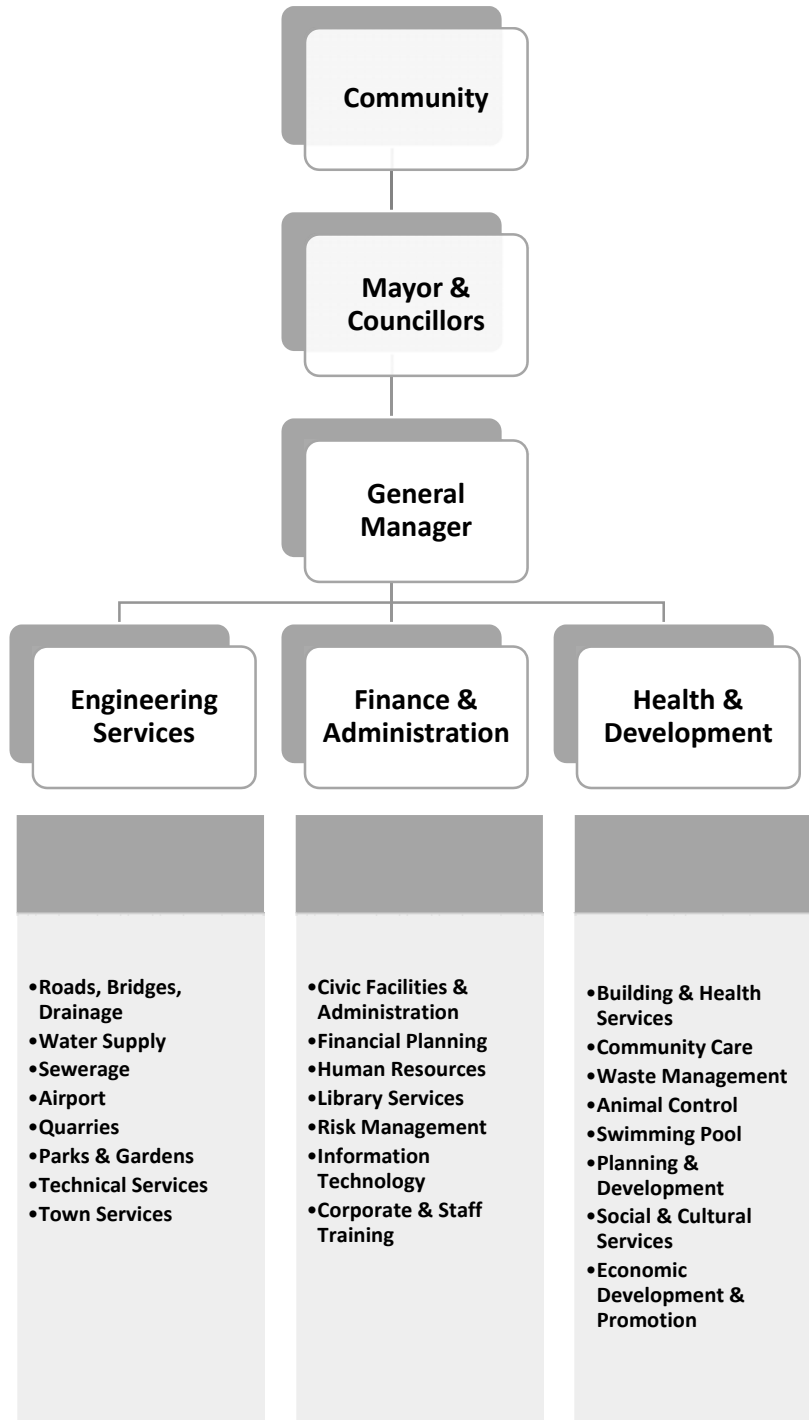 Community
Mayor &
Councillors
General
Manager
Engineering
Services
Finance &
Administration
Health &
Development
•Roads, Bridges,
Drainage
•Water Supply
•Sewerage
•Airport
•Quarries
•Parks & Gardens
•Technical Services
•Town Services
•Civic Facilities &
Administration
•Financial Planning
•Human Resources
•Library Services
•Risk Management
•Information
Technology
•Corporate & Staff
Training
•Building & Health
Services
•Community Care
•Waste Management
•Animal Control
•Swimming Pool
•Planning &
Development
•Social & Cultural
Services
•Economic
Development &
Promotion